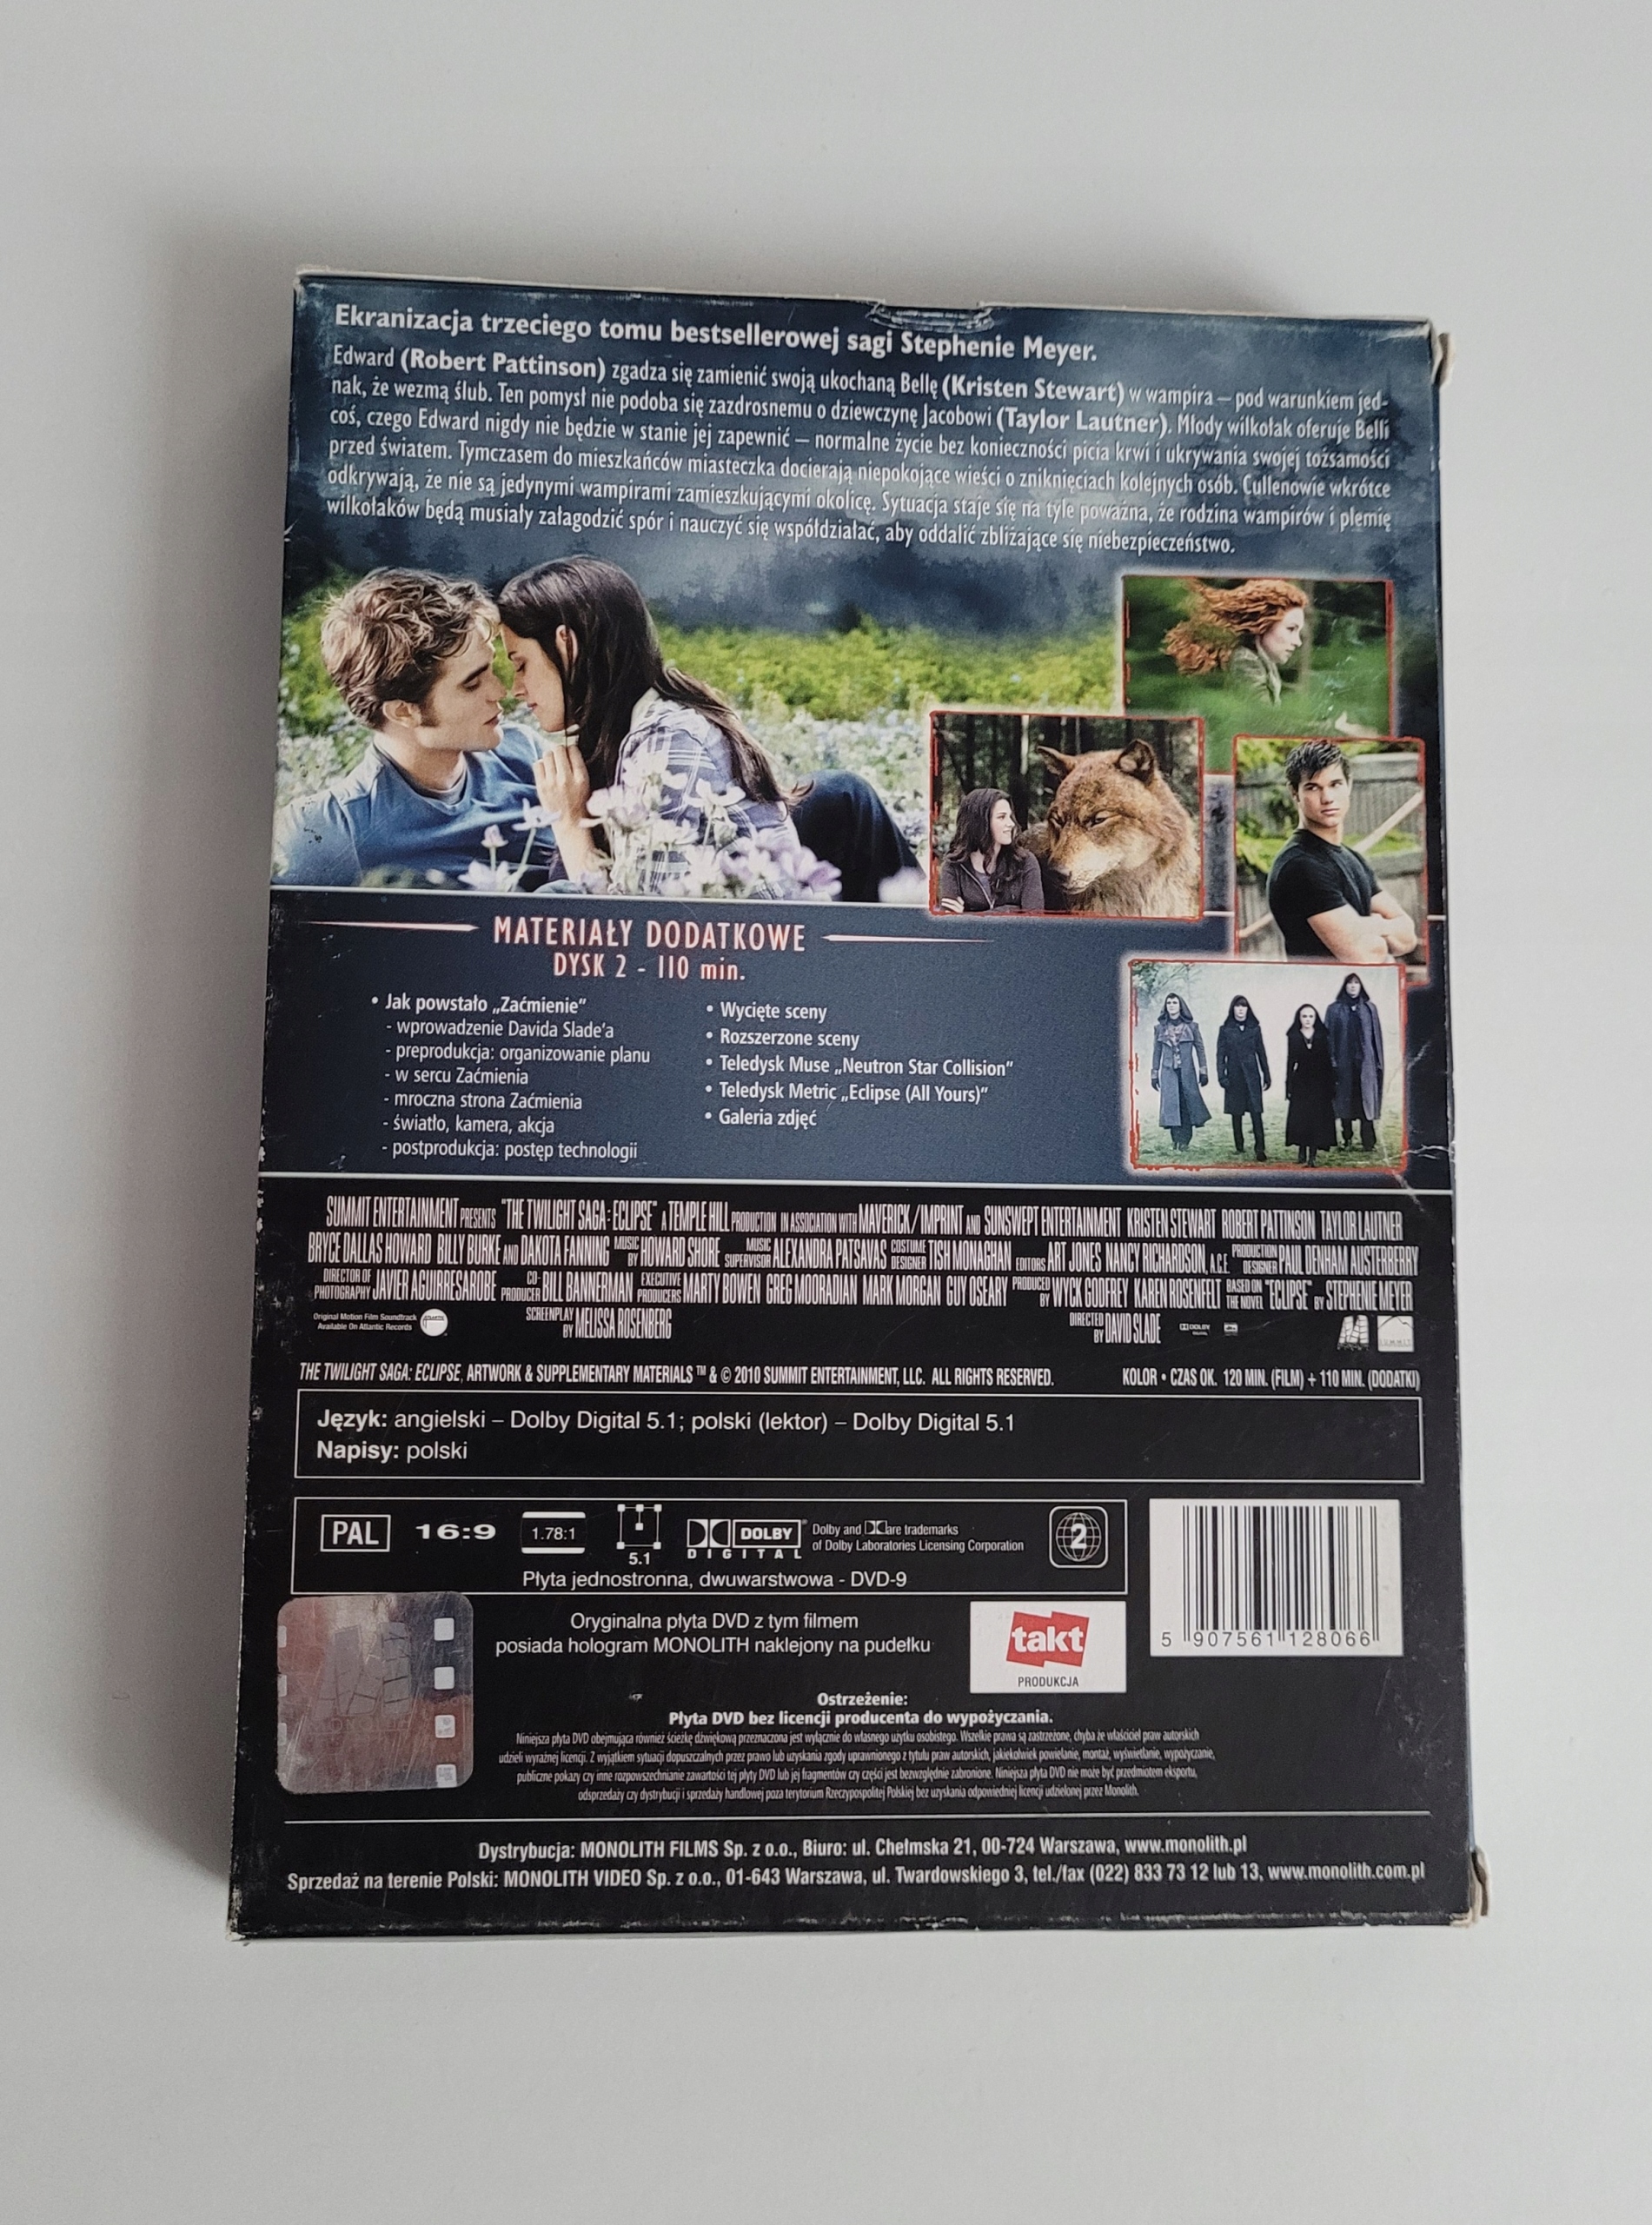 Ekranizacja trzeciego tomu bestsellerowej sagi Stephenie Meyer.
Edward (Robert Pattinson) zgadza się zamienić swoją ukochaną Bellę (Kristen Stewart) w wampira – pod warunkiem jed-
nak, że wezmą ślub. Ten pomysł nie podoba się zazdrosnemu o dziewczynę Jacobowi (Taylor Lautner). Młody wilkołak oferuje Belli
coś, czego Edward nigdy nie będzie w stanie jej zapewnić – normalne życie bez konieczności picia krwi i ukrywania swojej tożsamości
przed światem. Tymczasem do mieszkańców miasteczka docierają niepokojące wieści o zniknięciach kolejnych osób. Cullenowie wkrótce
odkrywają, że nie są jedynymi wampirami zamieszkującymi okolicę. Sytuacja staje się na tyle poważna, że rodzina wampirów i plemię
wilkołaków będą musiały załagodzić spór i nauczyć się współdziałać, aby oddalić zbliżające się niebezpieczeństwo.
MATERIAŁY DODATKOWE
DYSK 2 - 110 min.
• Jak powstało „Zaćmienie”
- wprowadzenie Davida Slade'a
- preprodukcja: organizowanie planu
- w sercu Zaćmienia
- mroczna strona Zaćmienia
- światło, kamera, akcja
- postprodukcja: postęp technologii
• Wycięte sceny
• Rozszerzone sceny
• Teledysk Muse „Neutron Star Collision”
• Teledysk Metric „Eclipse (All Yours)”
• Galeria zdjęć
SUMMIT ENTERTAINMENT PRESENTS "THE TWILIGHT SAGA: ECLIPSE" A TEMPLE HILL PRODUCTION IN ASSOCIATION WITH MAVERICK/IMPRINT AND SUNSWEPT ENTERTAINMENT KRISTEN STEWART ROBERT PATTINSON TAYLOR LAUTNER
BRYCE DALLAS HOWARD BILLY BURKE AND DAKOTA FANNING MUSIC BY HOWARD SHORE MUSIC SUPERVISOR ALEXANDRA PATSAVAS COSTUME DESIGNER TISH MONAGHAN EDITORS ART JONES NANCY RICHARDSON, A.C.E. PRODUCTION DESIGNER PAUL DENHAM AUSTERBERRY
DIRECTOR OF PHOTOGRAPHY JAVIER AGUIRRESAROBE CO-PRODUCER BILL BANNERMAN EXECUTIVE PRODUCERS MARTY BOWEN GREG MOORADIAN MARK MORGAN GUY OSEARY PRODUCED BY WYCK GODFREY KAREN ROSENFELT BASED ON THE NOVEL "ECLIPSE" BY STEPHENIE MEYER
Original Motion Film Soundtrack
Available On Atlantic Records
SCREENPLAY BY MELISSA ROSENBERG
DIRECTED BY DAVID SLADE
DOLBY
SUMMIT
THE TWILIGHT SAGA: ECLIPSE, ARTWORK & SUPPLEMENTARY MATERIALS ™ & © 2010 SUMMIT ENTERTAINMENT, LLC. ALL RIGHTS RESERVED.
KOLOR • CZAS OK. 120 MIN. (FILM) + 110 MIN. (DODATKI)
Język: angielski – Dolby Digital 5.1; polski (lektor) – Dolby Digital 5.1
Napisy: polski
PAL 16:9 1.78:1 5.1
DOLBY DIGITAL
Dolby and are trademarks
of Dolby Laboratories Licensing Corporation
2
Płyta jednostronna, dwuwarstwowa - DVD-9
5 907561 128066
Oryginalna płyta DVD z tym filmem
posiada hologram MONOLITH naklejony na pudełku
takt
PRODUKCJA
Ostrzeżenie:
Płyta DVD bez licencji producenta do wypożyczania.
Niniejsza płyta DVD obejmująca również ścieżkę dźwiękową przeznaczona jest wyłącznie do własnego użytku osobistego. Wszelkie prawa są zastrzeżone, chyba że właściciel praw autorskich
udzieli wyraźnej licencji. Z wyjątkiem sytuacji dopuszczalnych przez prawo lub uzyskania zgody uprawnionego z tytułu praw autorskich, jakiekolwiek powielanie, montaż, wyświetlanie, wypożyczanie,
publiczne pokazy czy inne rozpowszechnianie zawartości tej płyty DVD lub jej fragmentów czy części jest bezwzględnie zabronione. Niniejsza płyta DVD nie może być przedmiotem eksportu,
odsprzedaży czy dystrybucji i sprzedaży handlowej poza terytorium Rzeczypospolitej Polskiej bez uzyskania odpowiedniej licencji udzielonej przez Monolith.
Dystrybucja: MONOLITH FILMS Sp. z o.o., Biuro: ul. Chełmska 21, 00-724 Warszawa, www.monolith.pl
Sprzedaż na terenie Polski: MONOLITH VIDEO Sp. z o.o., 01-643 Warszawa, ul. Twardowskiego 3, tel./fax (022) 833 73 12 lub 13, www.monolith.com.pl